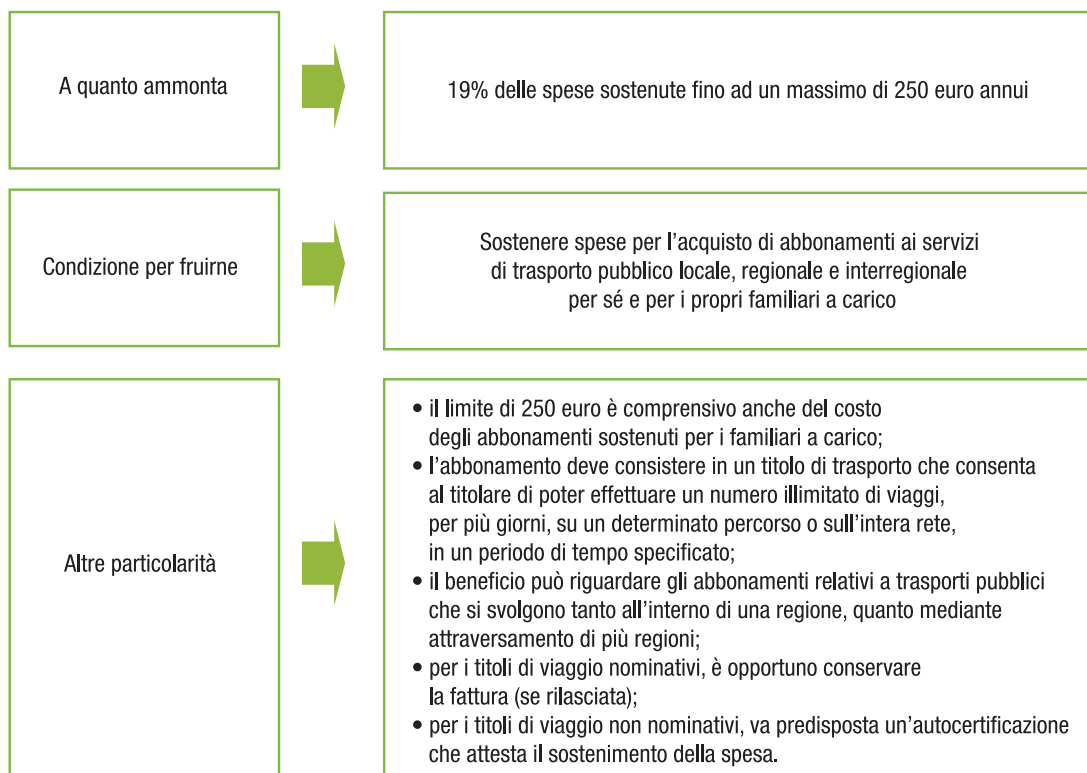 A quanto ammonta
19% delle spese sostenute fino ad un massimo di 250 euro annui
Condizione per fruirne
Sostenere spese per l’acquisto di abbonamenti ai servizi
di trasporto pubblico locale, regionale e interregionale
per sé e per i propri familiari a carico
Altre particolarità
• il limite di 250 euro è comprensivo anche del costo
degli abbonamenti sostenuti per i familiari a carico;
• l’abbonamento deve consistere in un titolo di trasporto che consenta
al titolare di poter effettuare un numero illimitato di viaggi,
per più giorni, su un determinato percorso o sull’intera rete,
in un periodo di tempo specificato;
• il beneficio può riguardare gli abbonamenti relativi a trasporti pubblici
che si svolgono tanto all’interno di una regione, quanto mediante
attraversamento di più regioni;
• per i titoli di viaggio nominativi, è opportuno conservare
la fattura (se rilasciata);
• per i titoli di viaggio non nominativi, va predisposta un’autocertificazione
che attesta il sostenimento della spesa.